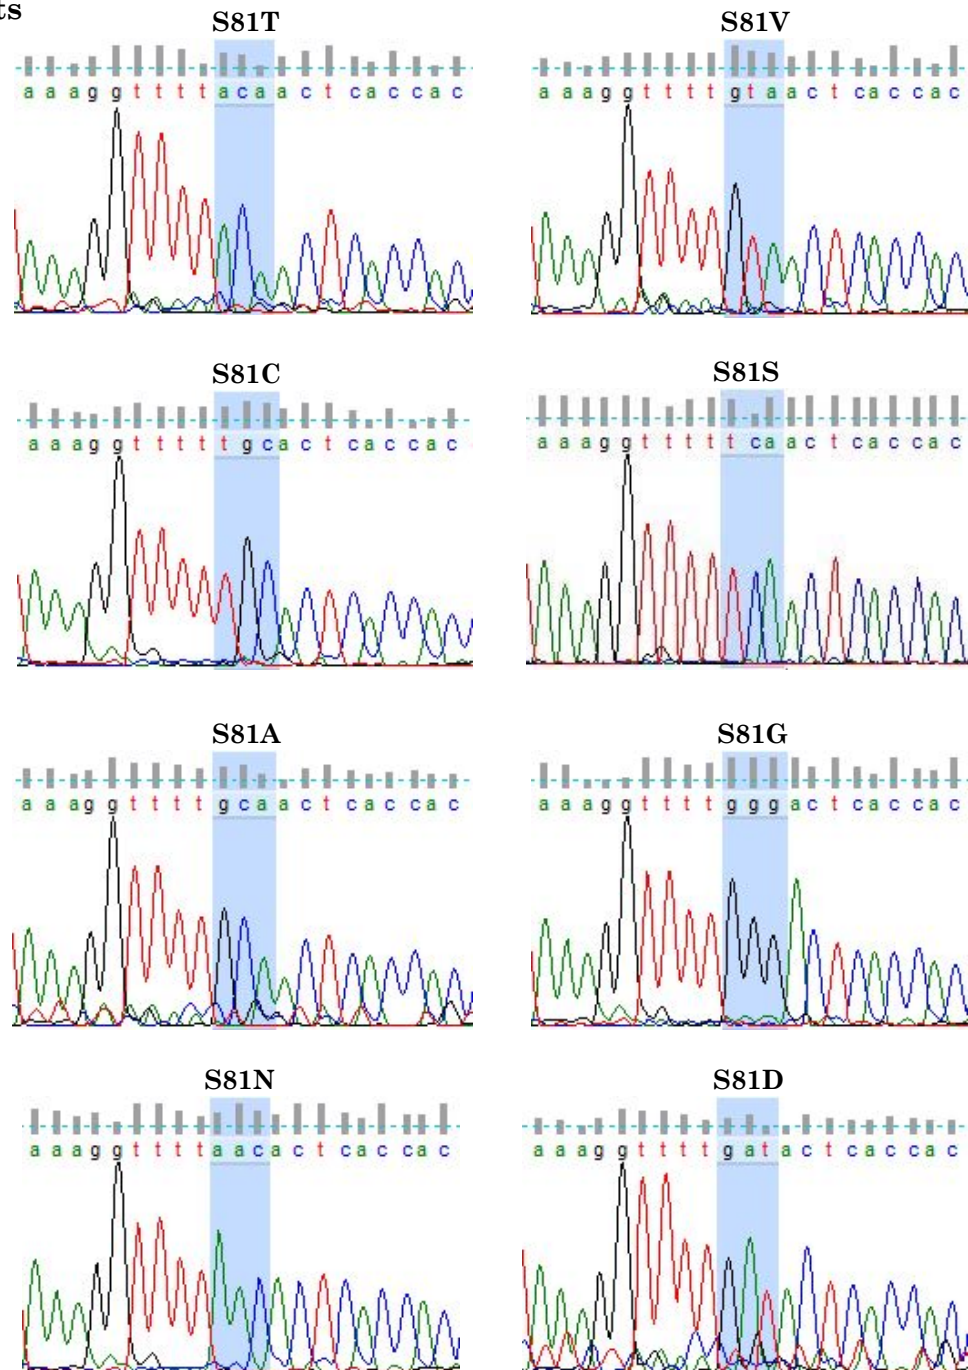 ts
S81T S81V
a a a g g t t t t a c a a c t c a c c a c
a a a g g t t t t g t a a c t c a c c a c
S81C S81S
a a a g g t t t t t g c a c t c a c c a c
a a a g g t t t t t c a a c t c a c c a c
S81A S81G
a a a g g t t t t g c a a c t c a c c a c
a a a g g t t t t g g g a c t c a c c a c
S81N S81D
a a a g g t t t t a a c a c t c a c c a c
a a a g g t t t t g a t a c t c a c c a c